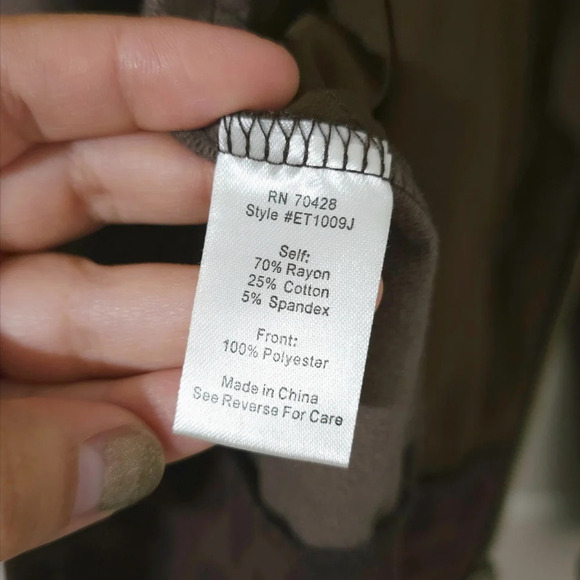 RN 70428
Style #ET1009J
Self:
70% Rayon
25% Cotton
5% Spandex
Front:
100% Polyester
Made in China
See Reverse For Care